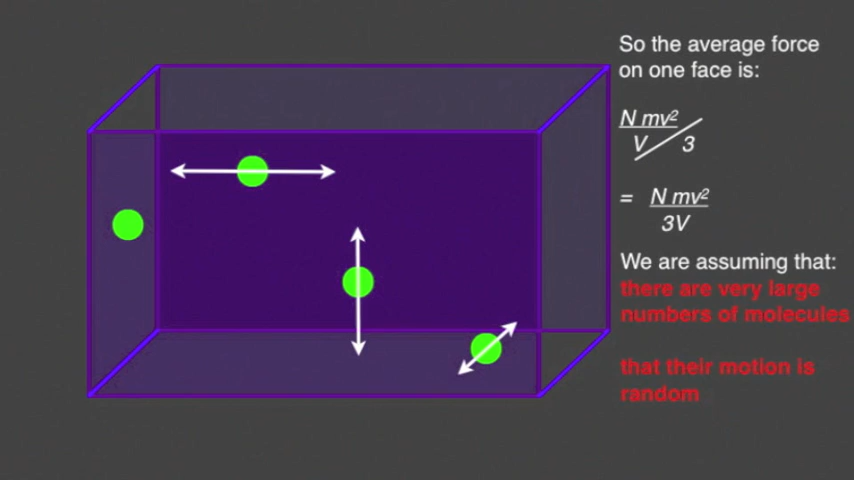 So the average force
on one face is:
N mv²
V / 3
= N mv²
3V
We are assuming that:
there are very large
numbers of molecules
that their motion is
random